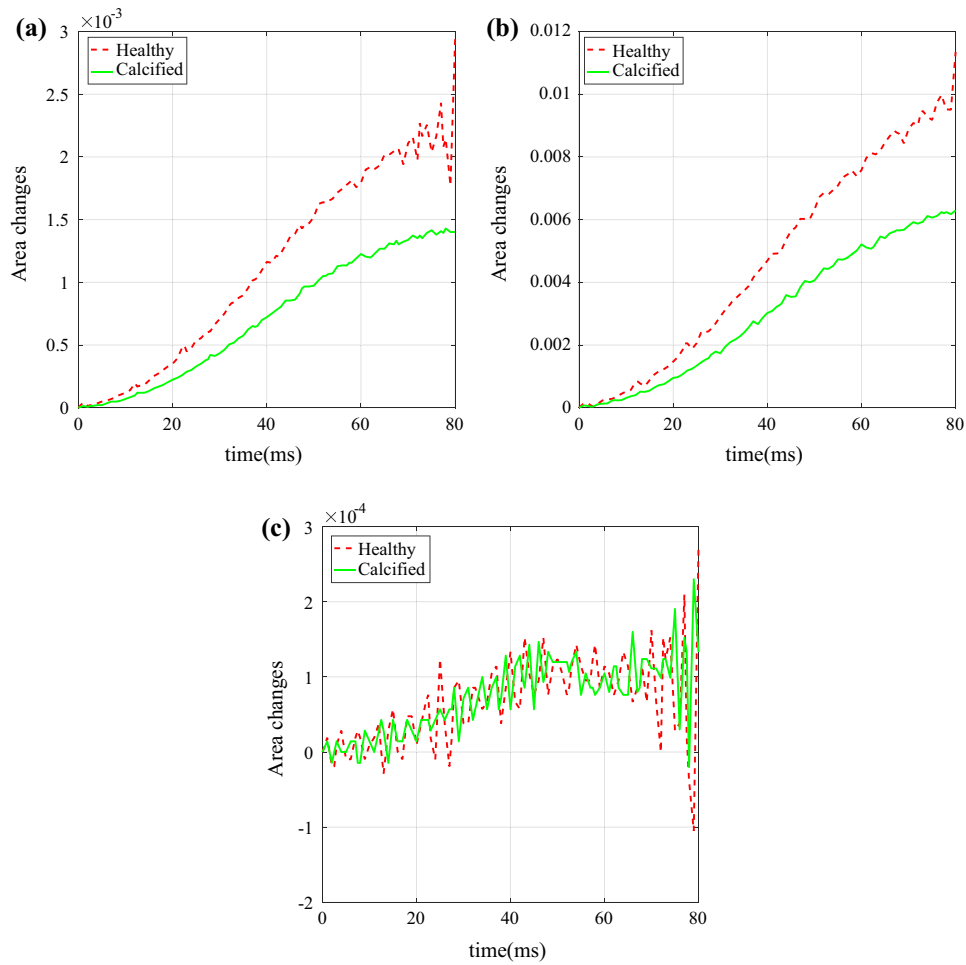 (a)
×10-3
3
2.5
2
1.5
1
0.5
0
Area changes
Healthy
Calcified
0 20 40 60 80
time(ms)
(b)
0.012
0.01
0.008
0.006
0.004
0.002
0
Area changes
Healthy
Calcified
0 20 40 60 80
time(ms)
(c)
×10-4
3
2
1
0
-1
-2
Area changes
Healthy
Calcified
0 20 40 60 80
time(ms)